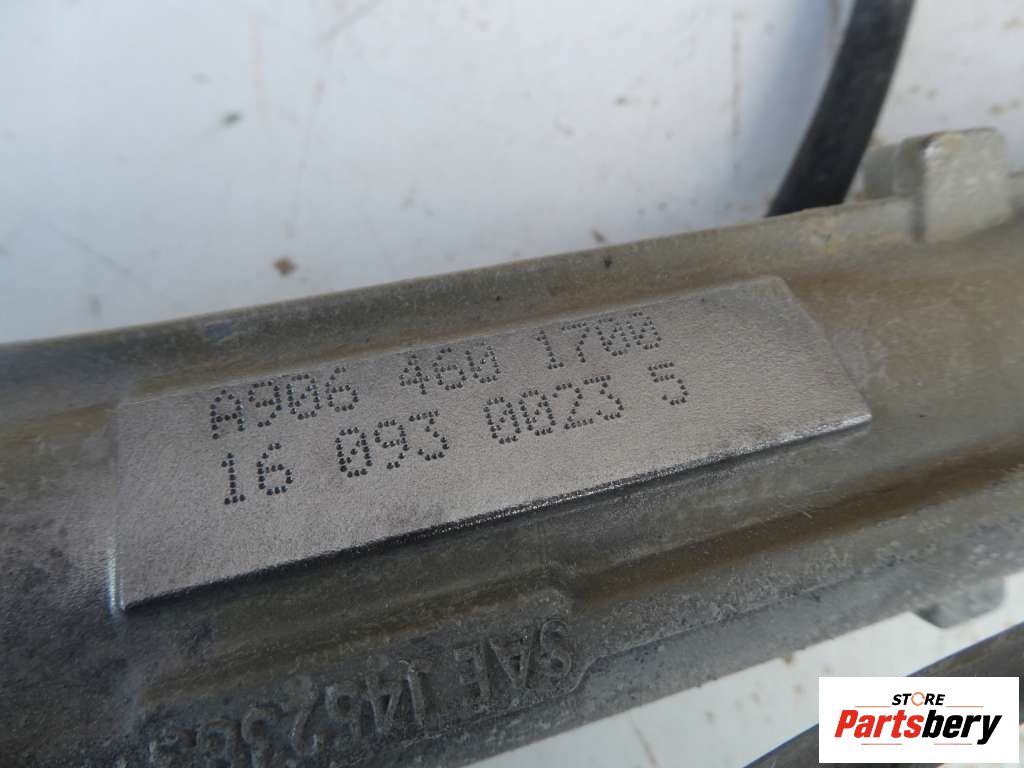 A906 460 1700
16 093 0023 5
SAE
STORE
Partsbery